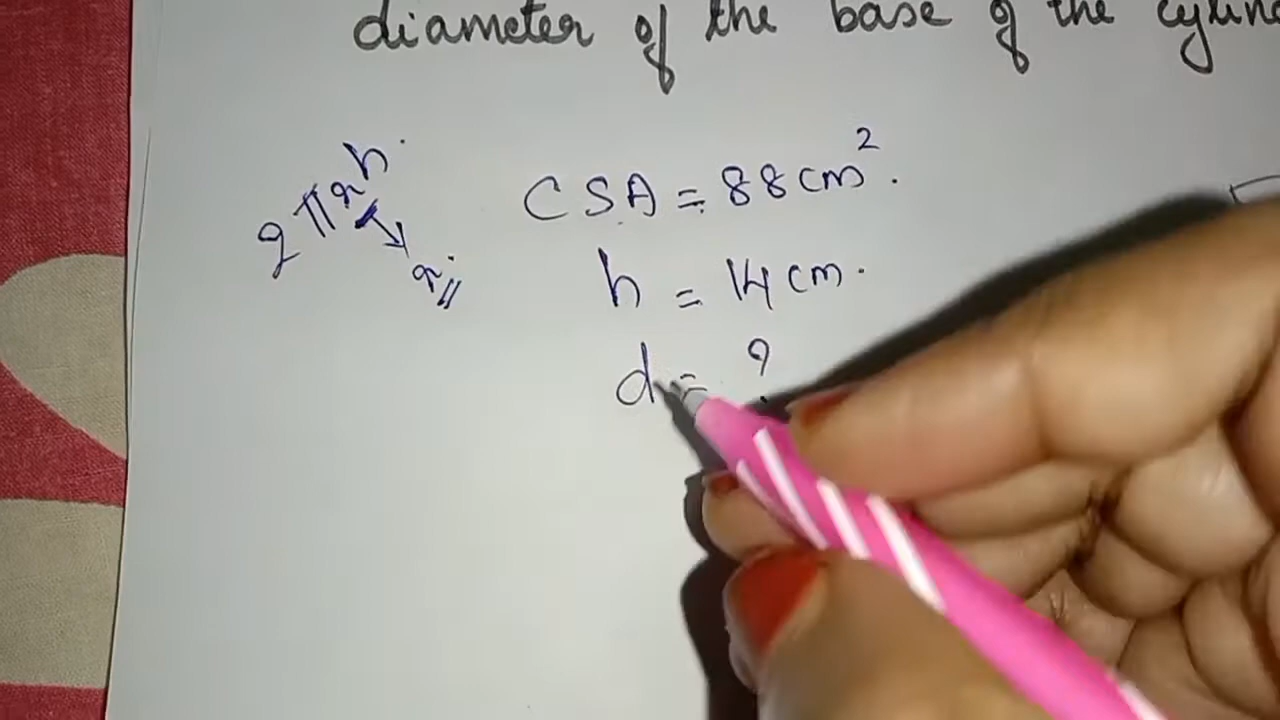 diameter of the base of the
CSA = 88 cm².
h = 14 cm.
d = ?
2πrh
r